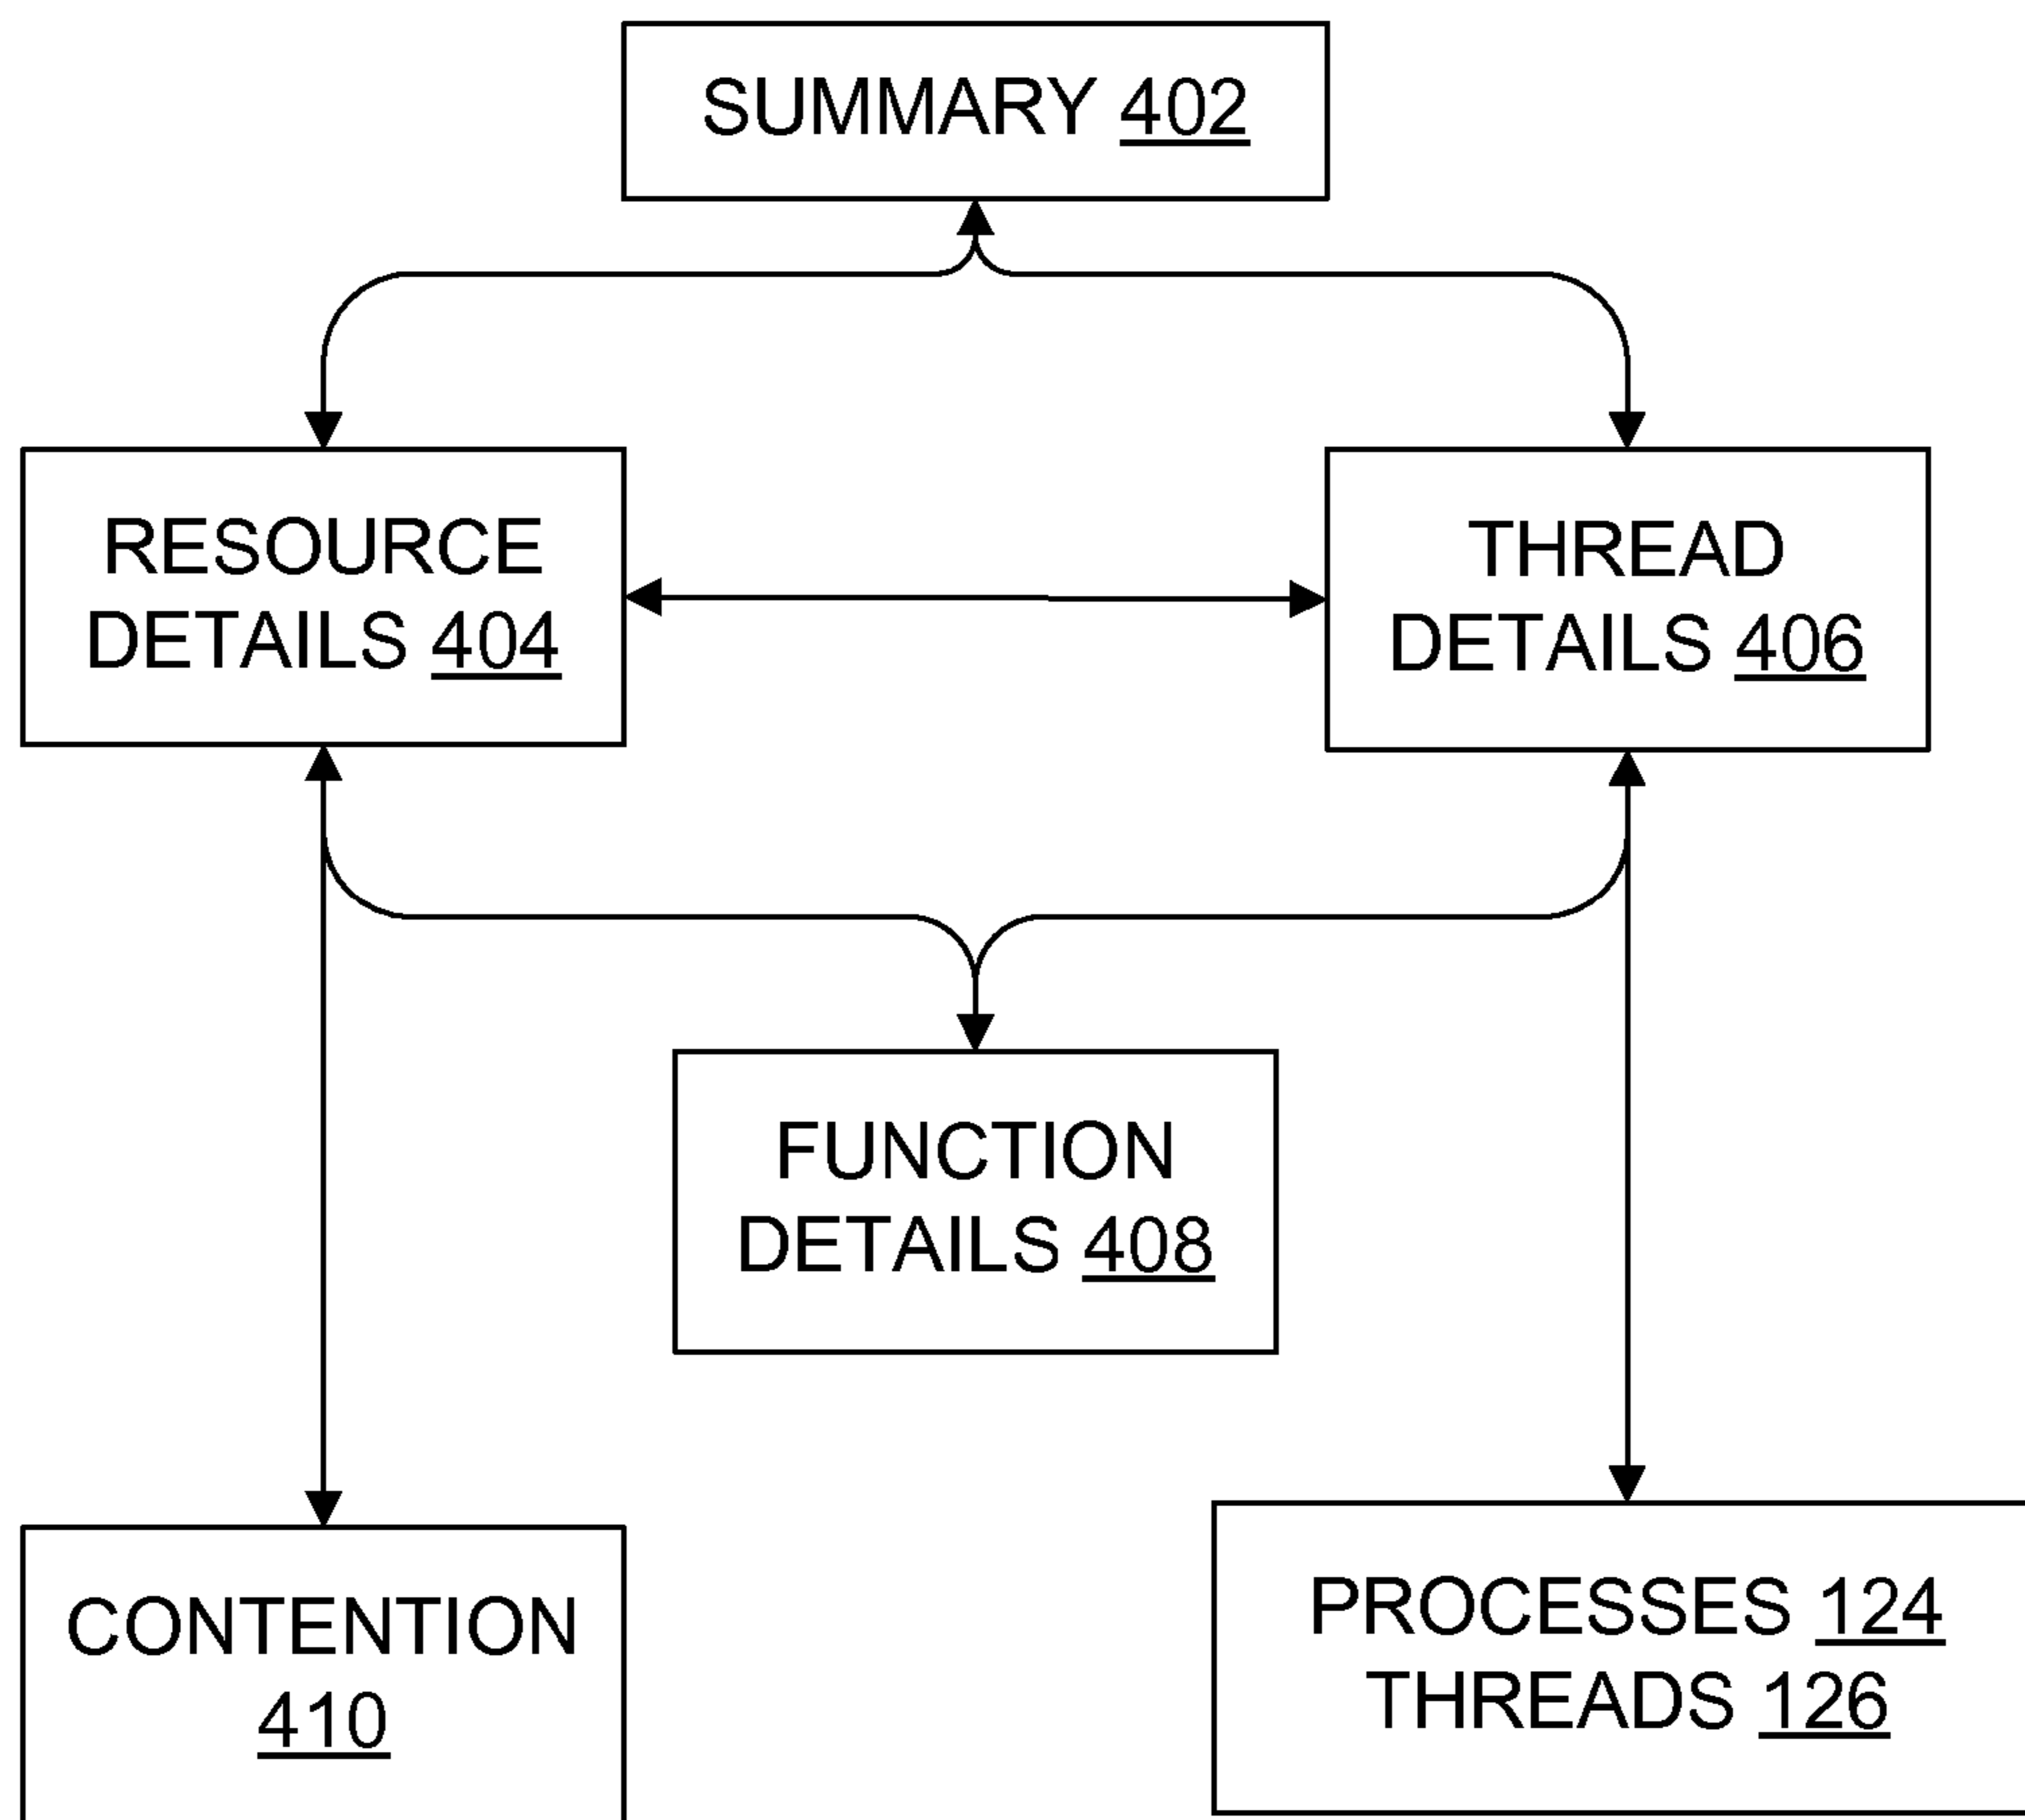 SUMMARY 402
RESOURCE
DETAILS 404
THREAD
DETAILS 406
FUNCTION
DETAILS 408
CONTENTION
410
PROCESSES 124
THREADS 126